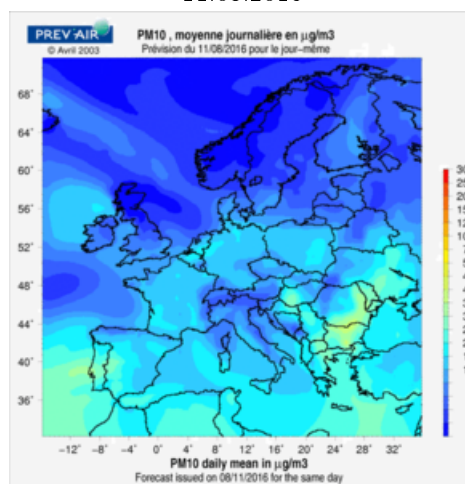 PREV'AIR
© Avril 2003
PM10 , moyenne journalière en µg/m3
Prévision du 11/08/2016 pour le jour-même
68°
64°
60°
56°
52°
48°
44°
40°
36°
−12° −8° −4° 0° 4° 8° 12° 16° 20° 24° 28° 32°
PM10 daily mean in µg/m3
Forecast issued on 08/11/2016 for the same day